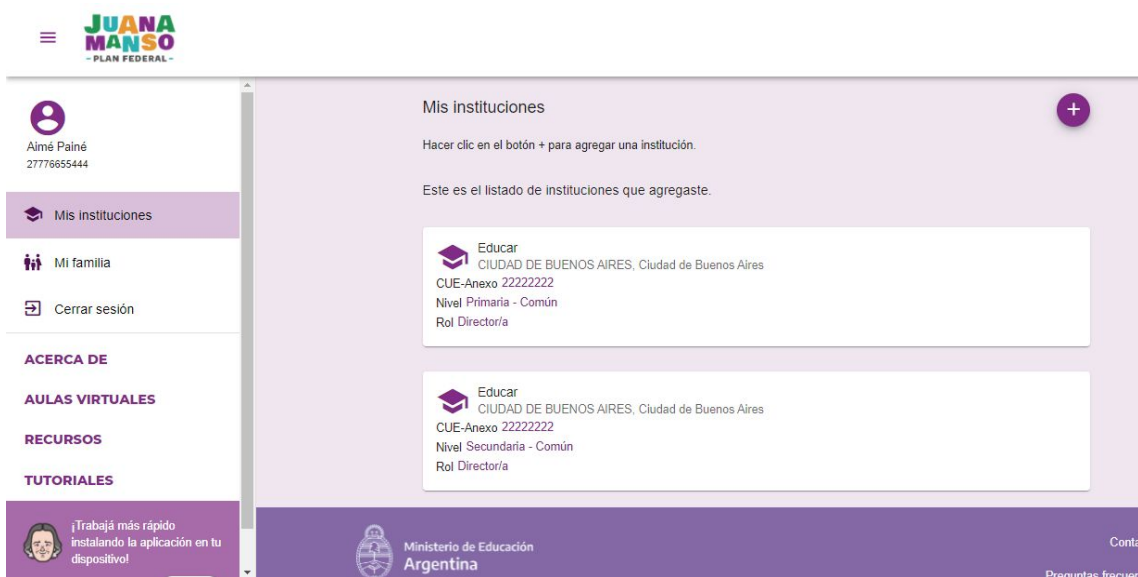 JUANA
MANSO
- PLAN FEDERAL -
Aimé Painé
27776655444
Mis instituciones
Mi familia
Cerrar sesión
ACERCA DE
AULAS VIRTUALES
RECURSOS
TUTORIALES
¡Trabajá más rápido
instalando la aplicación en tu
dispositivo!
Mis instituciones
+
Hacer clic en el botón + para agregar una institución.
Este es el listado de instituciones que agregaste.
Educar
CIUDAD DE BUENOS AIRES, Ciudad de Buenos Aires
CUE-Anexo 22222222
Nivel Primaria - Común
Rol Director/a
Educar
CIUDAD DE BUENOS AIRES, Ciudad de Buenos Aires
CUE-Anexo 22222222
Nivel Secundaria - Común
Rol Director/a
Ministerio de Educación
Argentina
Conta
Preguntas frecuen